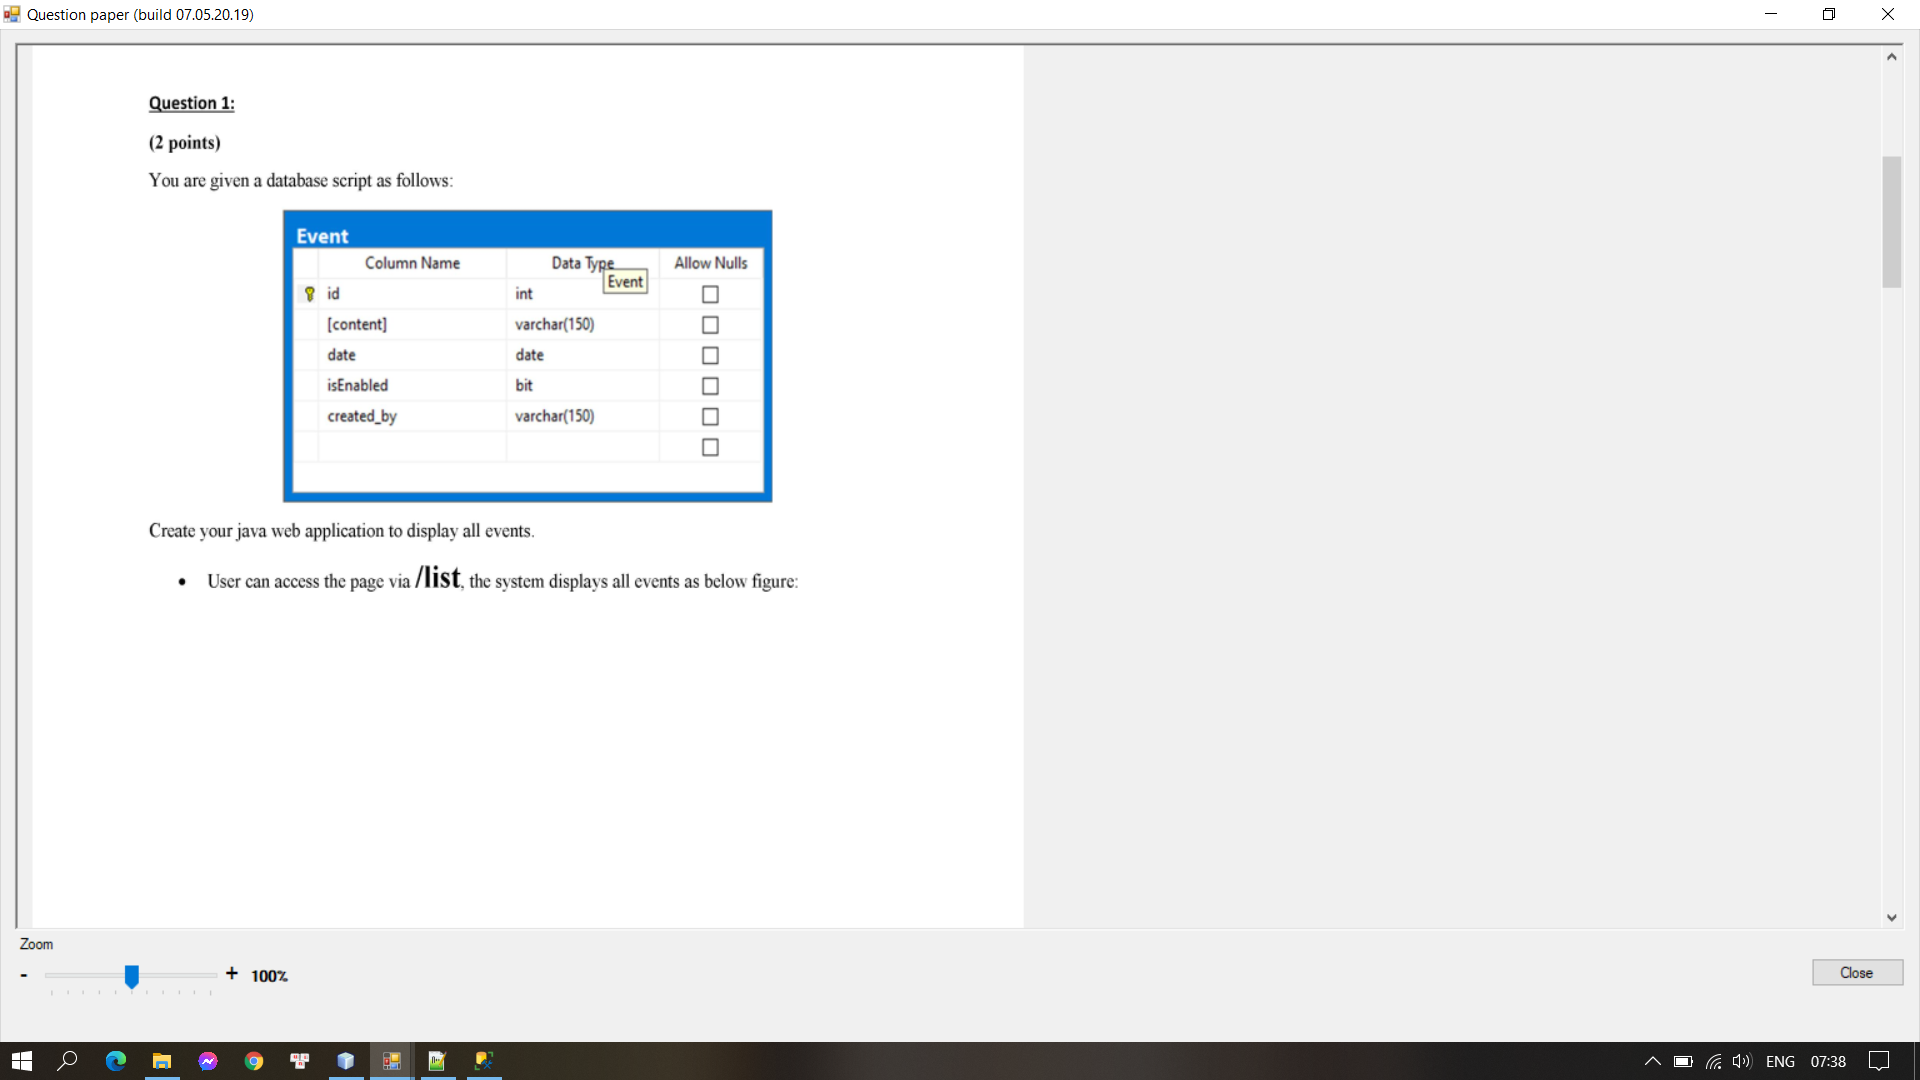 Question paper (build 07.05.20.19)
Question 1:
(2 points)
You are given a database script as follows:
Event
Column Name Data Type Allow Nulls
Event
id int
[content] varchar(150)
date date
isEnabled bit
created_by varchar(150)
Create your java web application to display all events.
• User can access the page via /list, the system displays all events as below figure:
Zoom
- + 100%
Close
ENG 07:38